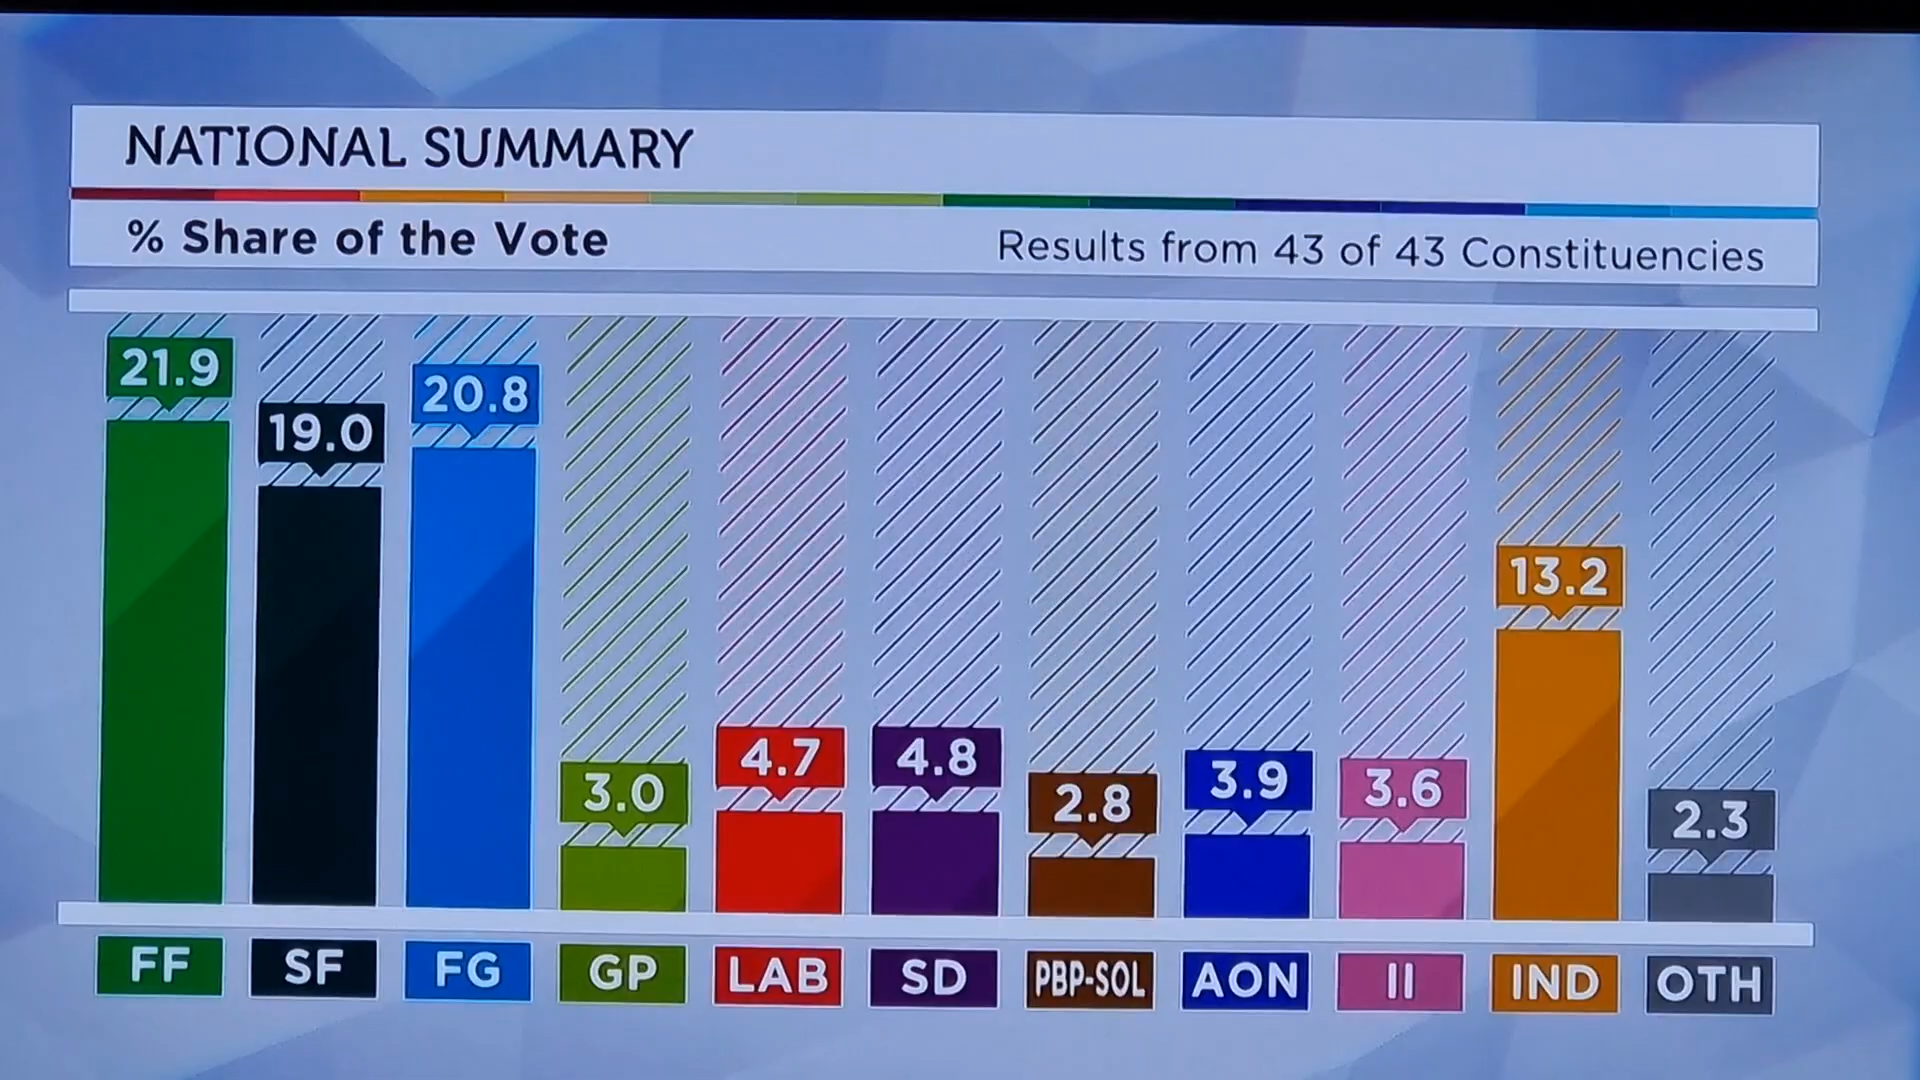 NATIONAL SUMMARY
% Share of the Vote
Results from 43 of 43 Constituencies
21.9 19.0 20.8 3.0 4.7 4.8 2.8 3.9 3.6 13.2 2.3
FF SF FG GP LAB SD PBP-SOL AON II IND OTH